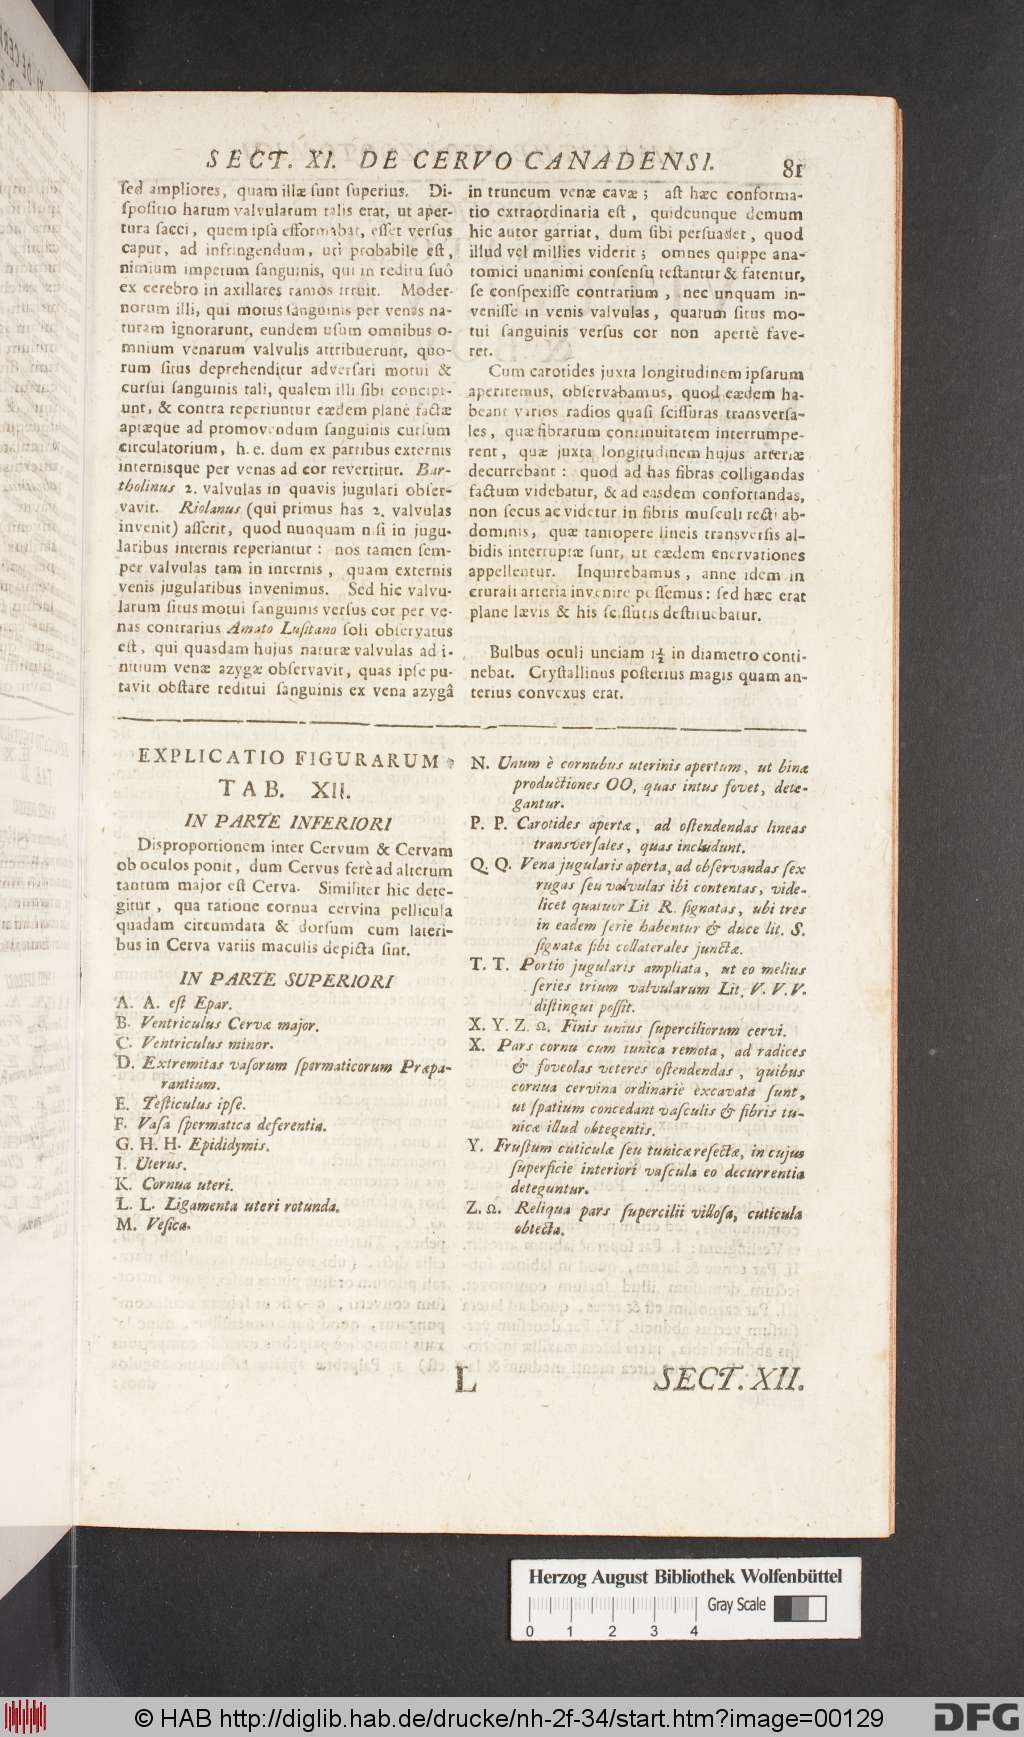 SECT. XI. DE CERVO CANADENSI. 81
sed ampliores, quam illæ sunt superius. Di-
spositio harum valvularum talis erat, ut aper-
tura sacci, quem ipsa efformabat, esset versus
caput, ad infringendum, uti probabile est,
nimium impetum sanguinis, qui in reditu suô
ex cerebro in axillares ramos irruit. Moder-
norum illi, qui motus sanguinis per venas na-
turam ignorarunt, eundem usum omnibus o-
mnium venarum valvulis attribuerunt, quo-
rum situs deprehenditur adversari motui &
cursui sanguinis tali, qualem illi sibi concipi-
unt, & contra reperiuntur eædem planè factæ
aptæque ad promovendum sanguinis cursum
circulatorium, h. e. dum ex partibus externis
internisque per venas ad cor revertitur. Bar-
tholinus 2. valvulas in quavis jugulari obser-
vavit. Riolanus (qui primus has 2. valvulas
invenit) asserit, quod nunquam nisi in jugu-
laribus internis reperiantur: nos tamen sem-
per valvulas tam in internis, quam externis
venis jugularibus invenimus. Sed hic valvu-
larum situs motui sanguinis versus cor per ve-
nas contrarius Amato Lusitano soli observatus
est, qui quasdam hujus naturæ valvulas ad i-
nitium venæ azygæ observavit, quas ipse pu-
tavit obstare reditui sanguinis ex vena azygâ
in truncum venæ cavæ; ast hæc conforma-
tio extraordinaria est, quidcunque demum
hic autor garriat, dum sibi persuadet, quod
illud vel millies viderit; omnes quippe ana-
tomici unanimi consensu testantur & fatentur,
se conspexisse contrarium, nec unquam in-
venisse in venis valvulas, quarum situs mo-
tui sanguinis versus cor non apertè fave-
ret.
Cum carotides juxta longitudinem ipsarum
aperiremus, observabamus, quod eædem ha-
beant varios radios quasi scissuras transversa-
les, quæ fibrarum continuitatem interrumpe-
rent, quæ juxta longitudinem hujus arteriæ
decurrebant: quod ad has fibras colligandas
factum videbatur, & ad easdem confortandas,
non secus ac videtur in fibris musculi recti ab-
dominis, quæ tantopere lineis transversis al-
bidis interruptæ sunt, ut eædem enervationes
appellentur. Inquirebamus, anne idem in
crurali arteria invenire possemus: sed hæc erat
plane lævis & his scissuris destituebatur.
Bulbus oculi unciam 1½ in diametro conti-
nebat. Crystallinus posterius magis quam an-
terius convexus erat.
EXPLICATIO FIGURARUM
TAB. XII.
IN PARTE INFERIORI
Disproportionem inter Cervum & Cervam
ob oculos ponit, dum Cervus ferè ad alterum
tantum major est Cerva. Similiter hic dete-
gitur, qua ratione cornua cervina pellicula
quadam circumdata & dorsum cum lateri-
bus in Cerva variis maculis depicta sint.
IN PARTE SUPERIORI
A. A. est Epar.
B. Ventriculus Cervæ major.
C. Ventriculus minor.
D. Extremitas vasorum spermaticorum Præpa-
rantium.
E. Testiculus ipse.
F. Vasa spermatica deferentia.
G. H. H. Epididymis.
I. Uterus.
K. Cornua uteri.
L. L. Ligamenta uteri rotunda.
M. Vesica.
N. Unum è cornubus uterinis apertum, ut binæ
productiones OO, quas intus fovet, dete-
gantur.
P. P. Carotides apertæ, ad ostendendas lineas
transversales, quas includunt.
Q. Q. Vena jugularis aperta, ad observandas sex
rugas seu valvulas ibi contentas, vide-
licet quatuor Lit R. signatas, ubi tres
in eadem serie habentur & duce lit. S.
signatæ sibi collaterales junctæ.
T. T. Portio jugularis ampliata, ut eo melius
series trium valvularum Lit. V. V. V.
distingui possit.
X. Y. Z. Ω. Finis unius superciliorum cervi.
X. Pars cornu cum tunica remota, ad radices
& foveolas veteres ostendendas, quibus
cornua cervina ordinariè excavata sunt,
ut spatium concedant vasculis & fibris tu-
nicæ illud obtegentis.
Y. Frustum cuticulæ seu tunicæ resectæ, in cujus
superficie interiori vascula eo decurrentia
deteguntur.
Z. Ω. Reliqua pars supercilii villosa, cuticula
obtecta.
L SECT. XII.
Herzog August Bibliothek Wolfenbüttel
Gray Scale
0 1 2 3 4
© HAB http://diglib.hab.de/drucke/nh-2f-34/start.htm?image=00129
DFG